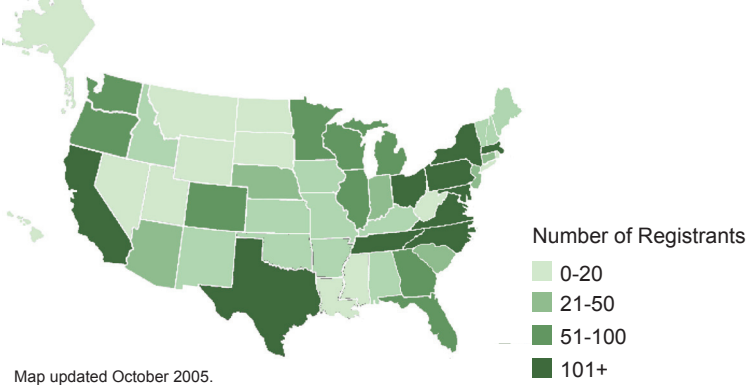 Number of Registrants
0-20
21-50
51-100
101+
Map updated October 2005.